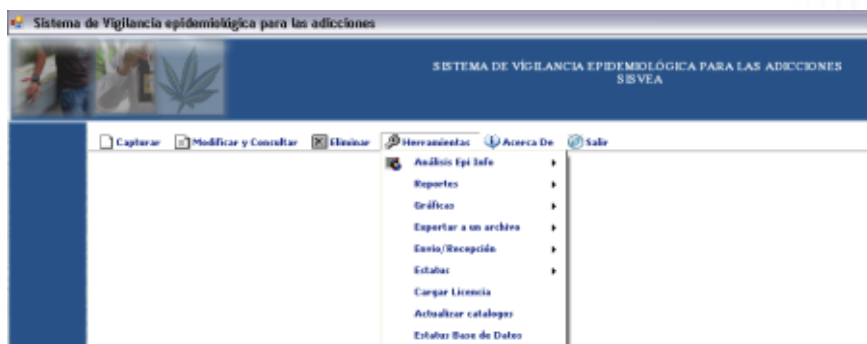 Sistema de Vigilancia epidemiológica para las adicciones
SISTEMA DE VÍGILANCIA EPIDEMIOLÓGICA PARA LAS ADICCIONES
SISVEA
Capturar Modificar y Consultar Eliminar Herramientas Acerca De Salir
Análisis Epi Info
Reportes
Gráficas
Exportar a un archivo
Envio/Recepción
Estatus
Cargar Licencia
Actualizar catalogos
Estatus Base de Datos